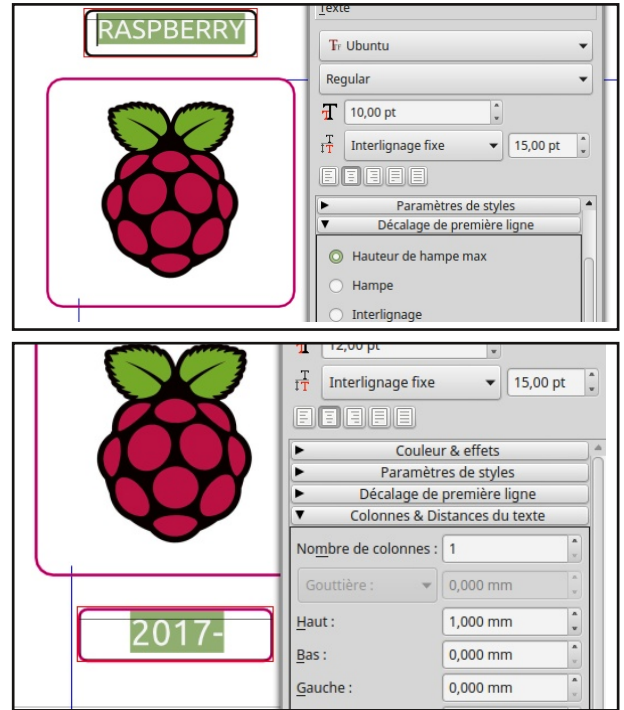 Texte
RASPBERRY
Ubuntu
Regular
10,00 pt
Interlignage fixe 15,00 pt
Paramètres de styles
Décalage de première ligne
Hauteur de hampe max
Hampe
Interlignage
12,00 pt
Interlignage fixe 15,00 pt
Couleur & effets
Paramètres de styles
Décalage de première ligne
Colonnes & Distances du texte
Nombre de colonnes : 1
Gouttière : 0,000 mm
Haut : 1,000 mm
Bas : 0,000 mm
Gauche : 0,000 mm
2017-